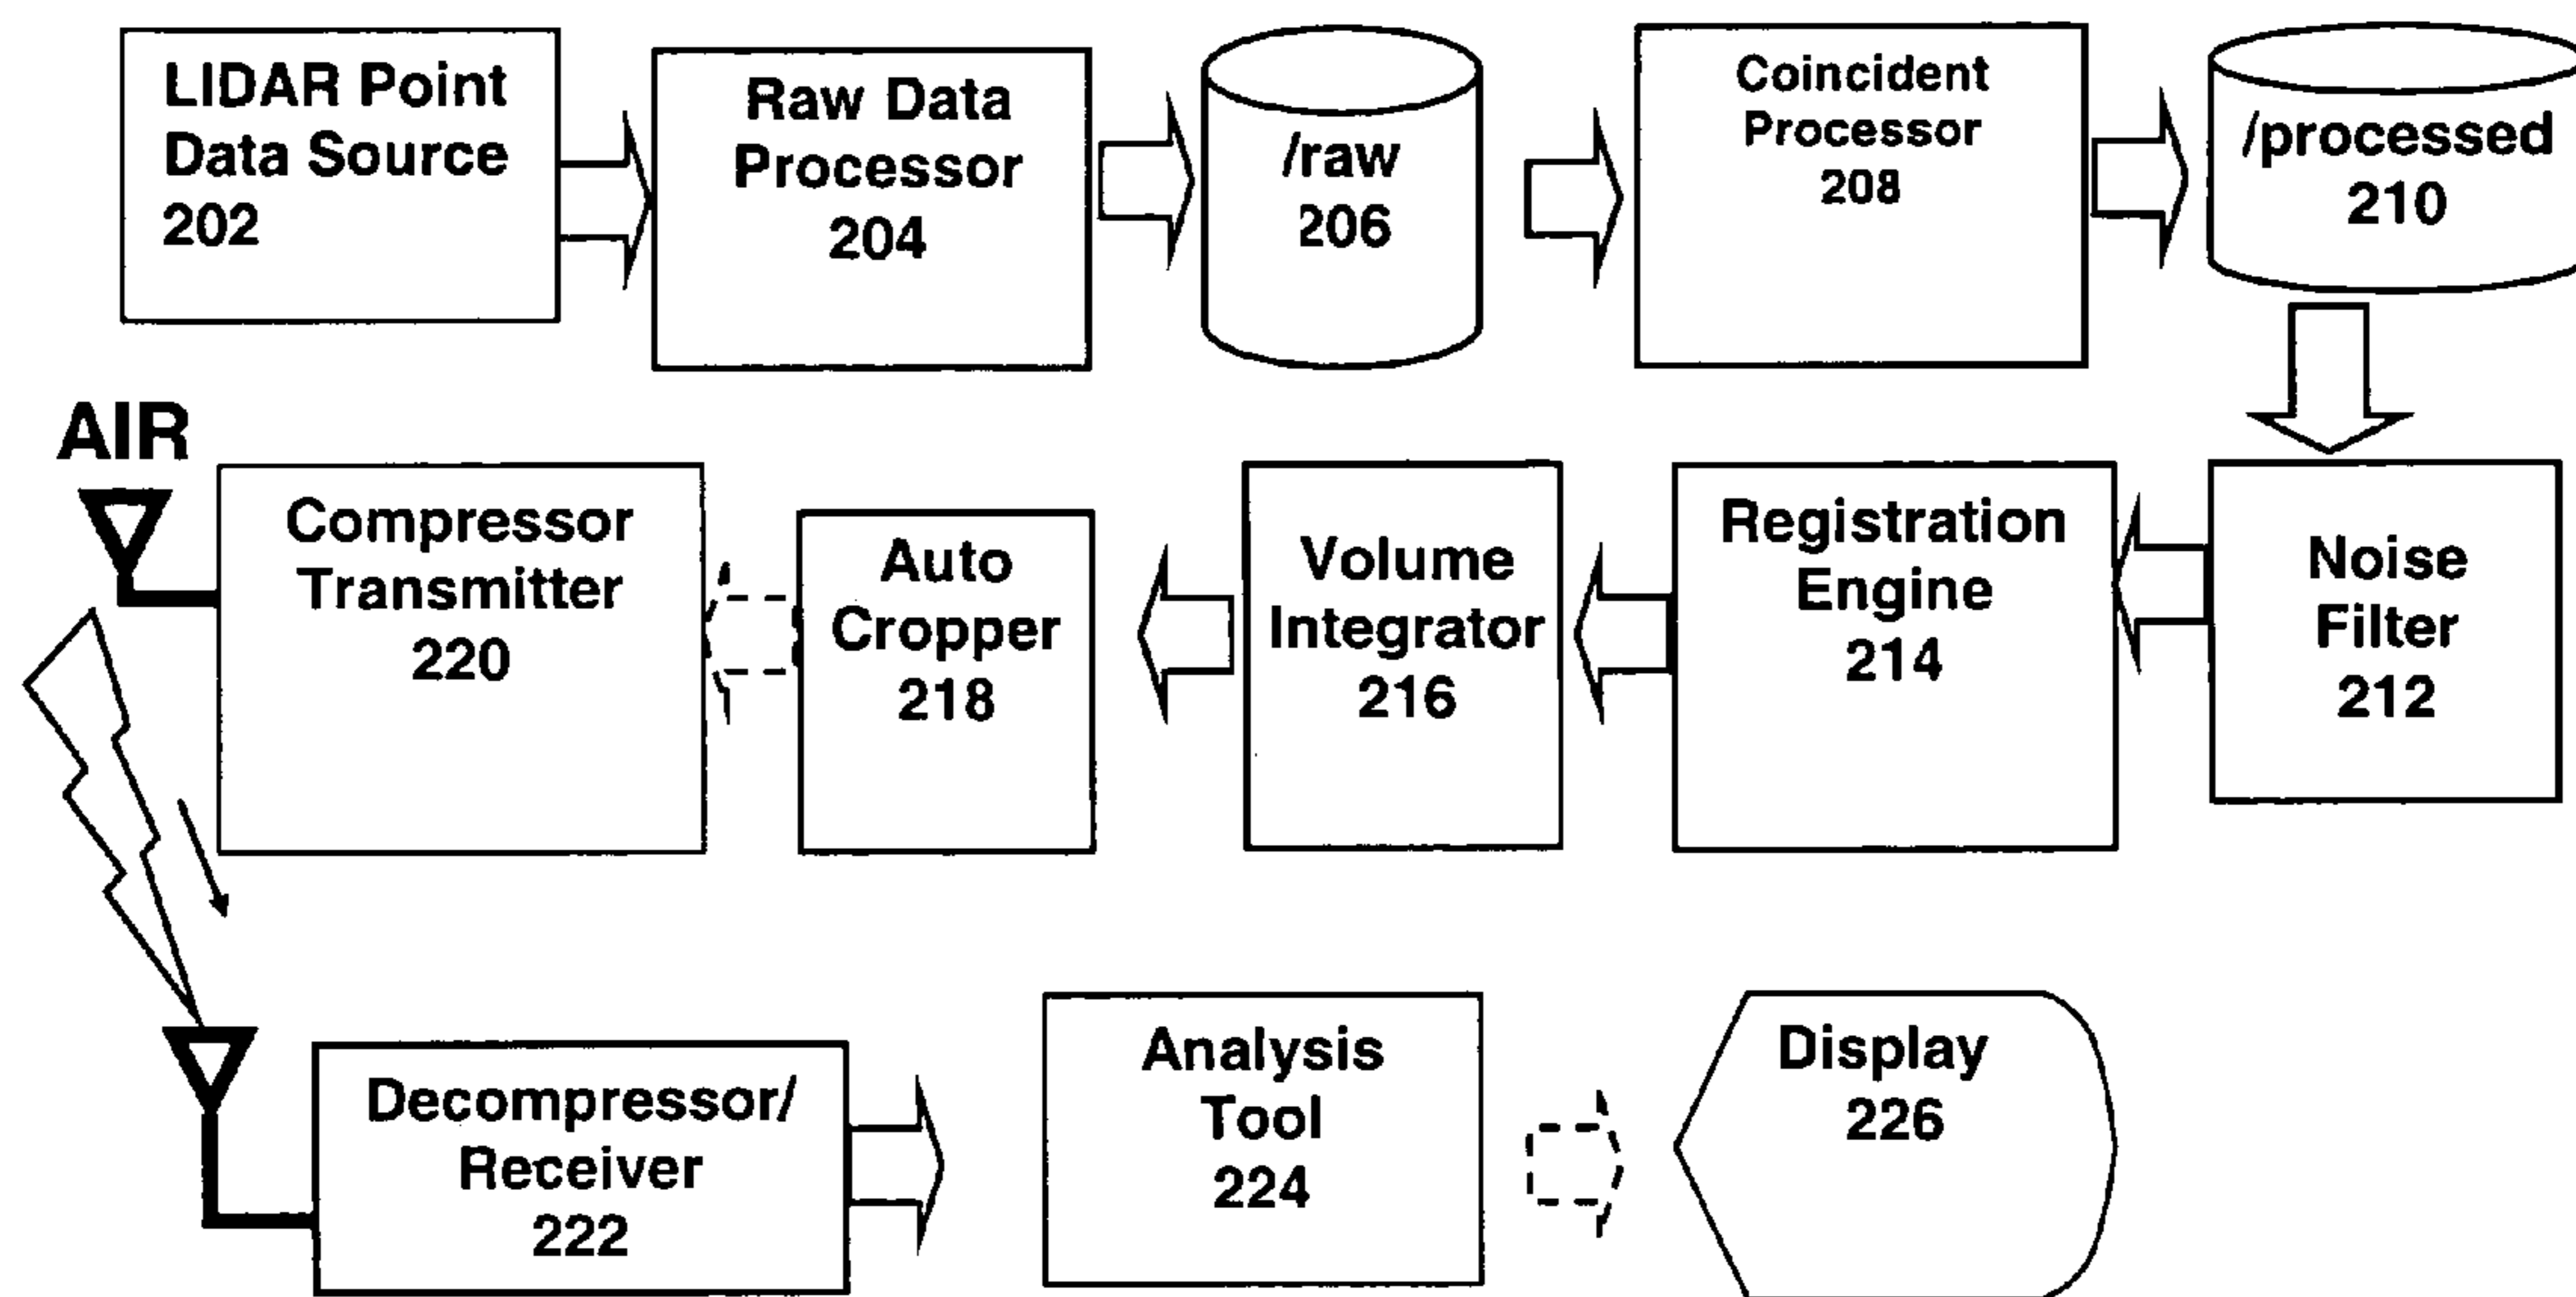 LIDAR Point
Data Source
202
Raw Data
Processor
204
/raw
206
Coincident
Processor
208
/processed
210
AIR
Compressor
Transmitter
220
Auto
Cropper
218
Volume
Integrator
216
Registration
Engine
214
Noise
Filter
212
Decompressor/
Receiver
222
Analysis
Tool
224
Display
226